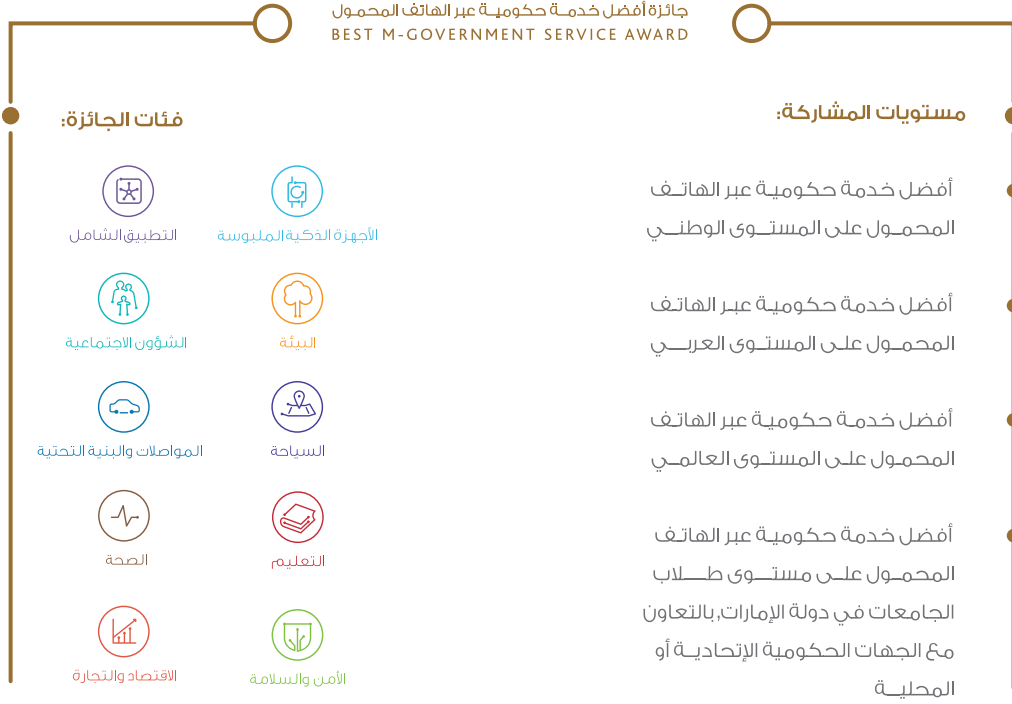 جائزة أفضل خدمة حكومية عبر الهاتف المحمول
BEST M-GOVERNMENT SERVICE AWARD
مستويات المشاركة:
أفضل خدمة حكومية عبر الهاتف
المحمول على المستوى الوطني
أفضل خدمة حكومية عبر الهاتف
المحمول على المستوى العربي
أفضل خدمة حكومية عبر الهاتف
المحمول على المستوى العالمي
أفضل خدمة حكومية عبر الهاتف
المحمول على مستوى طلاب
الجامعات في دولة الإمارات, بالتعاون
مع الجهات الحكومية الإتحادية أو
المحلية
فئات الجائزة:
الأجهزة الذكية الملبوسة
التطبيق الشامل
البيئة
الشؤون الاجتماعية
السياحة
المواصلات والبنية التحتية
التعليم
الصحة
الأمن والسلامة
الاقتصاد والتجارة